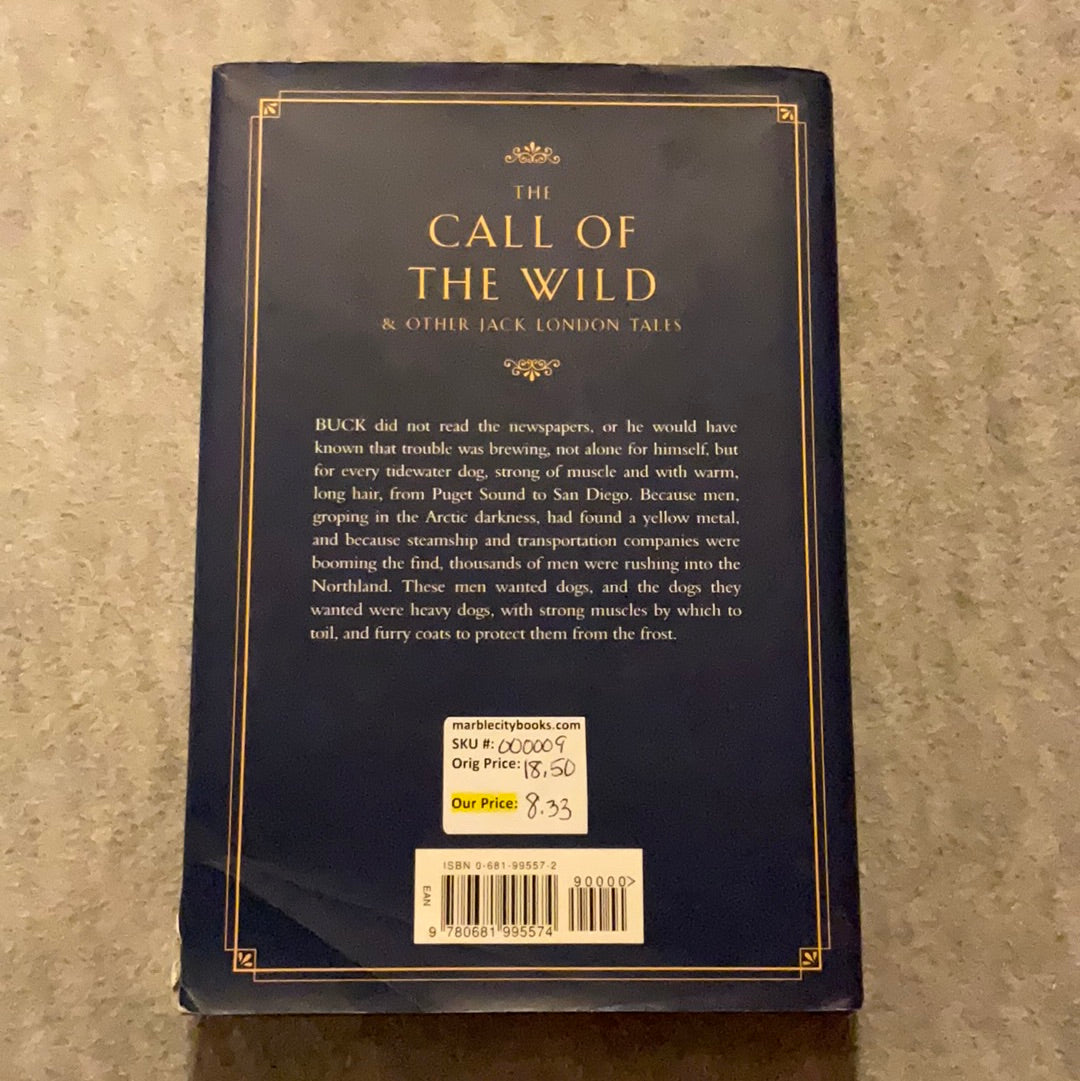 THE
CALL OF
THE WILD
& OTHER JACK LONDON TALES
BUCK did not read the newspapers, or he would have
known that trouble was brewing, not alone for himself, but
for every tidewater dog, strong of muscle and with warm,
long hair, from Puget Sound to San Diego. Because men,
groping in the Arctic darkness, had found a yellow metal,
and because steamship and transportation companies were
booming the find, thousands of men were rushing into the
Northland. These men wanted dogs, and the dogs they
wanted were heavy dogs, with strong muscles by which to
toil, and furry coats to protect them from the frost.
marblecitybooks.com
SKU #: 000009
Orig Price: 18.50
Our Price: 8.33
ISBN 0-681-99557-2
90000>
EAN
9 780681 995574